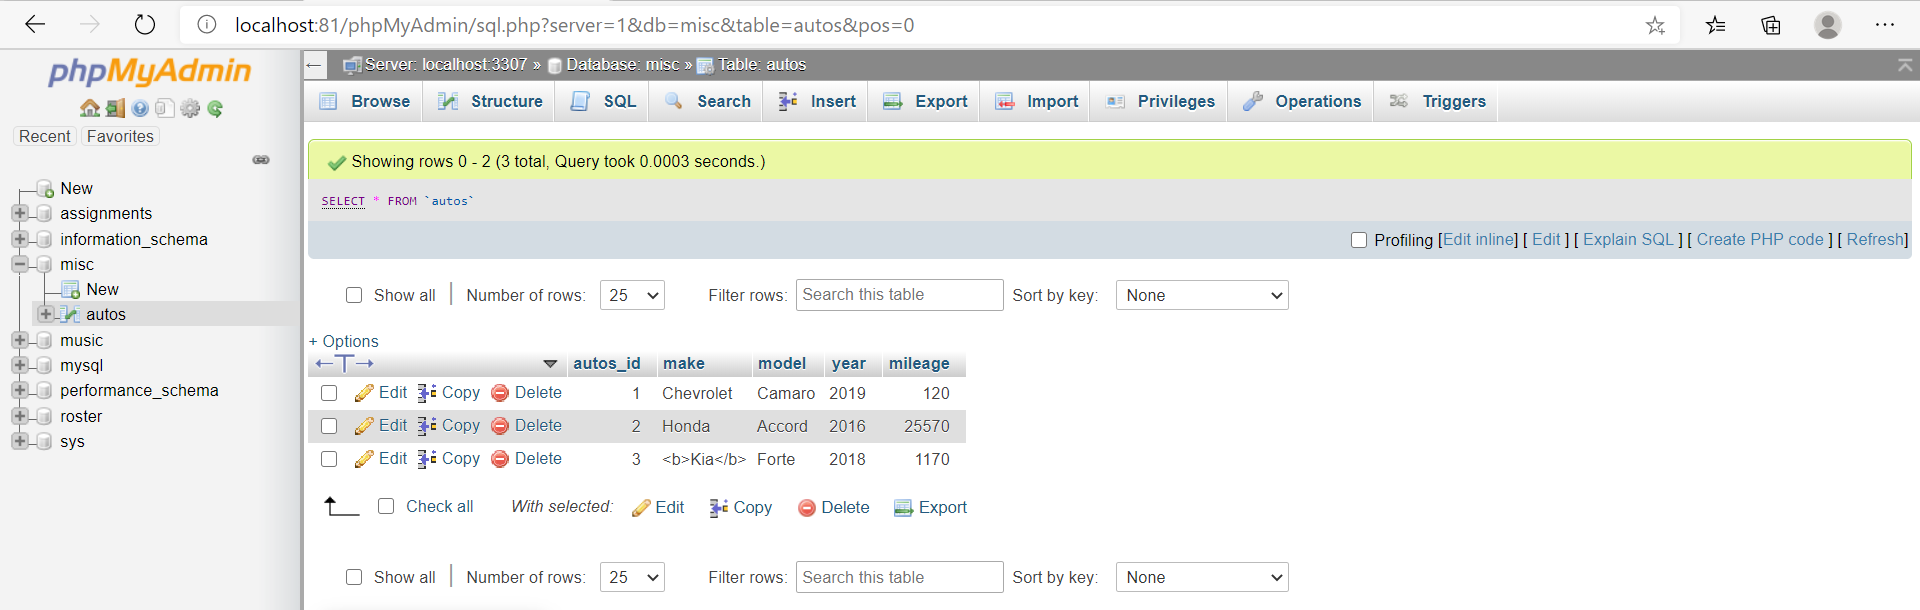 localhost:81/phpMyAdmin/sql.php?server=1&db=misc&table=autos&pos=0
phpMyAdmin
Recent Favorites
New
assignments
information_schema
misc
New
autos
music
mysql
performance_schema
roster
sys
Server: localhost:3307 » Database: misc » Table: autos
Browse Structure SQL Search Insert Export Import Privileges Operations Triggers
Showing rows 0 - 2 (3 total, Query took 0.0003 seconds.)
SELECT * FROM `autos`
Profiling [Edit inline] [ Edit ] [ Explain SQL ] [ Create PHP code ] [ Refresh]
Show all | Number of rows: 25 Filter rows: Search this table Sort by key: None
+ Options
←T→ autos_id make model year mileage
Edit Copy Delete 1 Chevrolet Camaro 2019 120
Edit Copy Delete 2 Honda Accord 2016 25570
Edit Copy Delete 3 <b>Kia</b> Forte 2018 1170
Check all With selected: Edit Copy Delete Export
Show all | Number of rows: 25 Filter rows: Search this table Sort by key: None